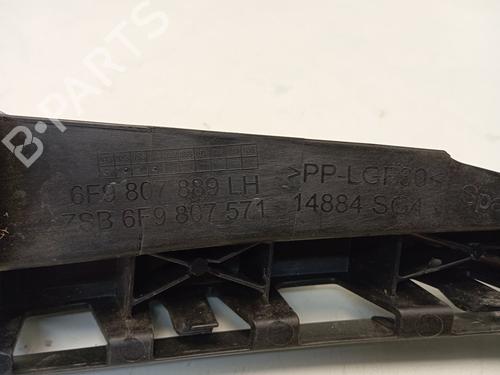 B-PARTS
6F9 807 889 LH
ZSB 6F9 807 571
>PP-LGF30<
14884 SG4